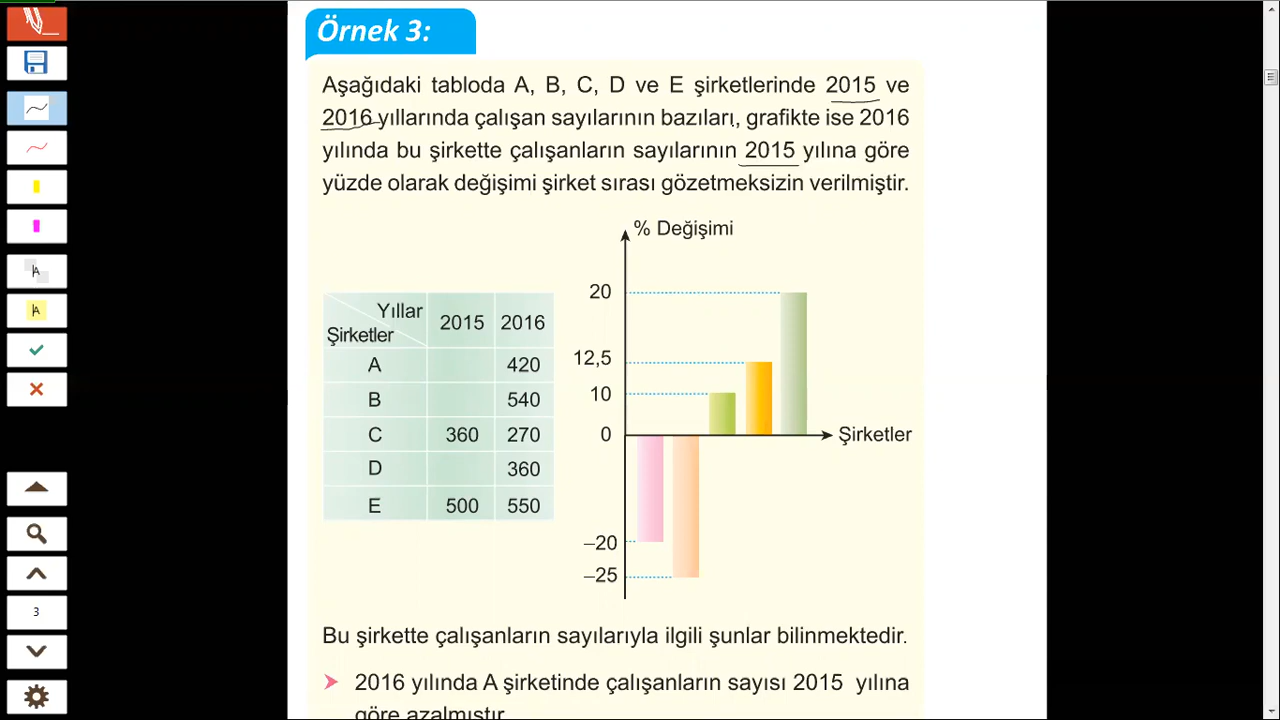 Örnek 3:
Aşağıdaki tabloda A, B, C, D ve E şirketlerinde 2015 ve
2016 yıllarında çalışan sayılarının bazıları, grafikte ise 2016
yılında bu şirkette çalışanların sayılarının 2015 yılına göre
yüzde olarak değişimi şirket sırası gözetmeksizin verilmiştir.
Yıllar
Şirketler
2015 2016
A 420
B 540
C 360 270
D 360
E 500 550
% Değişimi
20
12,5
10
0
Şirketler
–20
–25
Bu şirkette çalışanların sayılarıyla ilgili şunlar bilinmektedir.
2016 yılında A şirketinde çalışanların sayısı 2015 yılına
göre azalmıştır.
A
A
3